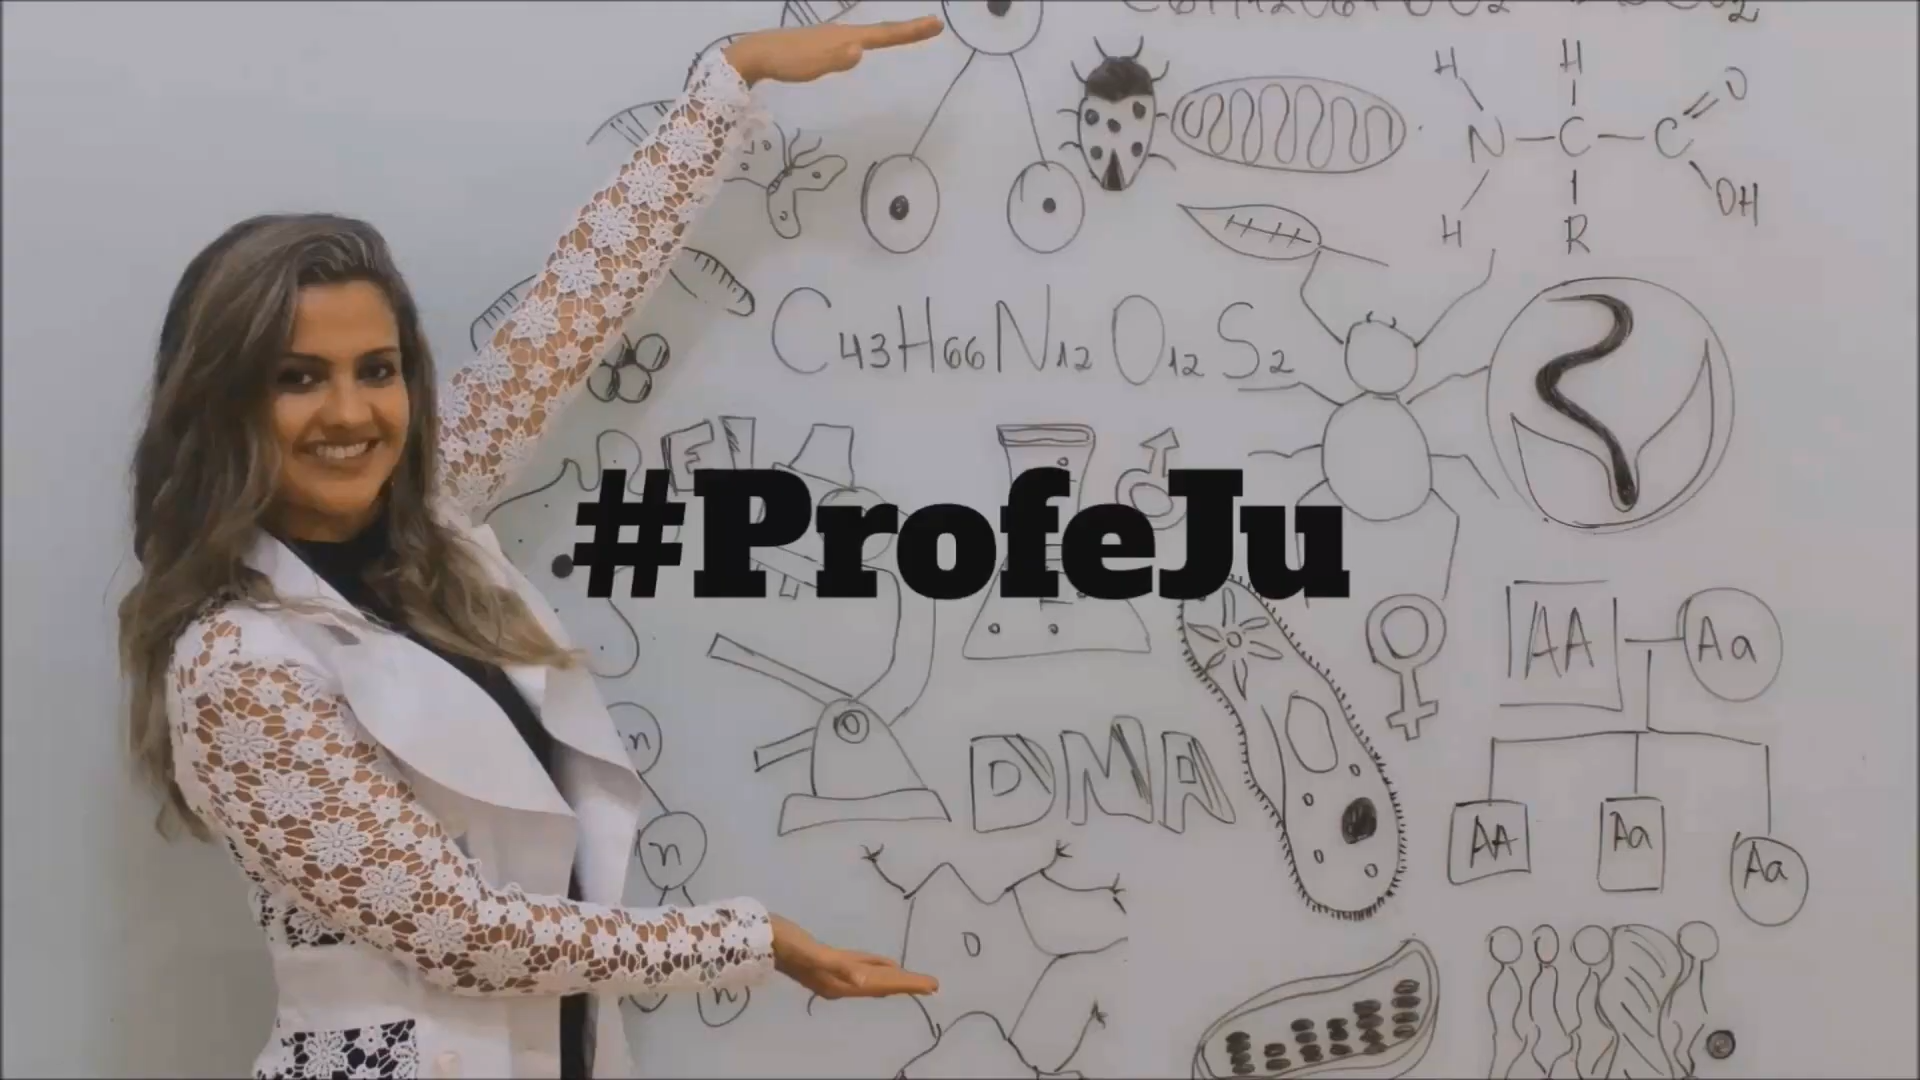 H H O
N C C
OH
H R
C43H66N12O12S2
#ProfeJu
AA Aa
n
DNA
n
AA Aa Aa
n
e